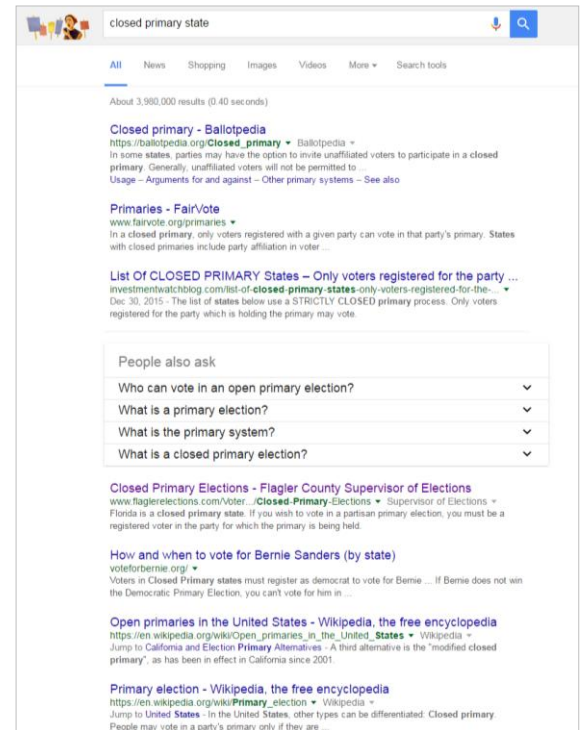 closed primary state
All News Shopping Images Videos More Search tools
About 3,980,000 results (0.40 seconds)
Closed primary - Ballotpedia
https://ballotpedia.org/Closed_primary Ballotpedia
In some states, parties may have the option to invite unaffiliated voters to participate in a closed
primary. Generally, unaffiliated voters will not be permitted to ...
Usage – Arguments for and against – Other primary systems – See also
Primaries - FairVote
www.fairvote.org/primaries
In a closed primary, only voters registered with a given party can vote in that party's primary. States
with closed primaries include party affiliation in voter ...
List Of CLOSED PRIMARY States – Only voters registered for the party ...
investmentwatchblog.com/list-of-closed-primary-states-only-voters-registered-for-the-...
Dec 30, 2015 - The list of states below use a STRICTLY CLOSED primary process. Only voters
registered for the party which is holding the primary may vote.
People also ask
Who can vote in an open primary election?
What is a primary election?
What is the primary system?
What is a closed primary election?
Closed Primary Elections - Flagler County Supervisor of Elections
www.flaglerelections.com/Voter.../Closed-Primary-Elections Supervisor of Elections
Florida is a closed primary state. If you wish to vote in a partisan primary election, you must be a
registered voter in the party for which the primary is being held.
How and when to vote for Bernie Sanders (by state)
voteforbernie.org/
Voters in Closed Primary states must register as democrat to vote for Bernie ... If Bernie does not win
the Democratic Primary Election, you can't vote for him in ...
Open primaries in the United States - Wikipedia, the free encyclopedia
https://en.wikipedia.org/wiki/Open_primaries_in_the_United_States Wikipedia
Jump to California and Election Primary Alternatives - A third alternative is the "modified closed
primary", as has been in effect in California since 2001.
Primary election - Wikipedia, the free encyclopedia
https://en.wikipedia.org/wiki/Primary_election Wikipedia
Jump to United States - In the United States, other types can be differentiated: Closed primary.
People may vote in a party's primary only if they are ...